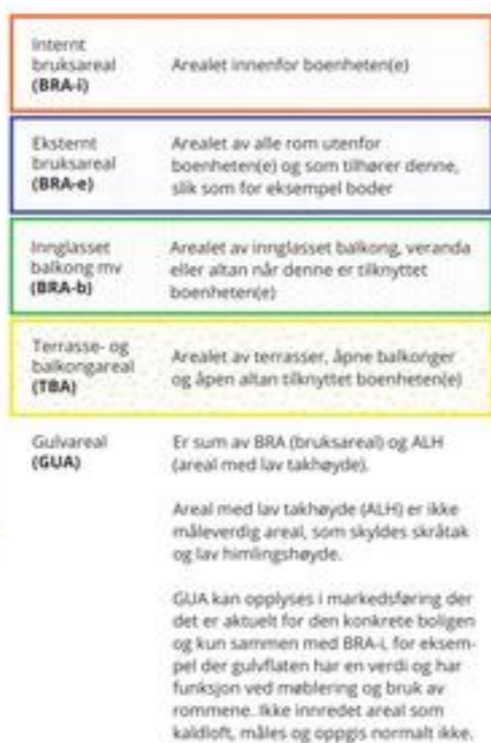 Internt
bruksareal
(BRA-i)
Arealet innenfor boenheten(e)
Eksternt
bruksareal
(BRA-e)
Arealet av alle rom utenfor
boenheten(e) og som tilhører denne,
slik som for eksempel boder
Innglasset
balkong mv
(BRA-b)
Arealet av innglasset balkong, veranda
eller altan når denne er tilknyttet
boenheten(e)
Terrasse- og
balkongareal
(TBA)
Arealet av terrasser, åpne balkonger
og åpen altan tilknyttet boenheten(e)
Gulvareal
(GUA)
Er sum av BRA (bruksareal) og ALH
(areal med lav takhøyde).
Areal med lav takhøyde (ALH) er ikke
måleverdig areal, som skyldes skråtak
og lav himlingshøyde.
GUA kan opplyses i markedsføring der
det er aktuelt for den konkrete boligen
og kun sammen med BRA-i, for eksem-
pel der gulvflaten har en verdi og har
funksjon ved møblering og bruk av
rommene. Ikke innredet areal som
kaldloft, måles og oppgis normalt ikke.